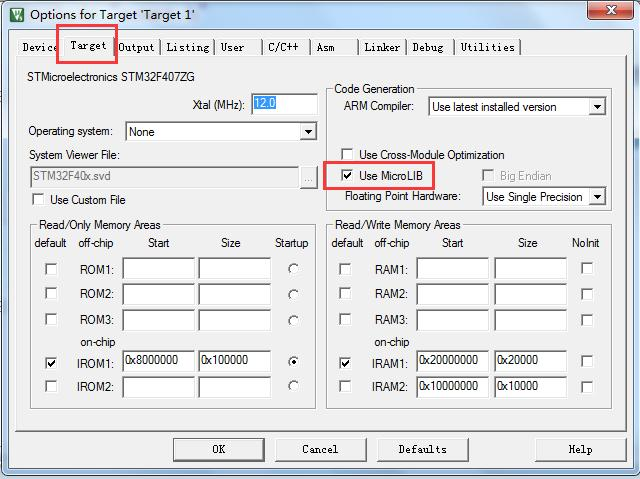 Options for Target 'Target 1'
Device Target Output Listing User C/C++ Asm Linker Debug Utilities
STMicroelectronics STM32F407ZG
Xtal (MHz): 12.0
Operating system: None
System Viewer File:
STM32F40x.svd ...
Use Custom File
Code Generation
ARM Compiler: Use latest installed version
Use Cross-Module Optimization
Use MicroLIB Big Endian
Floating Point Hardware: Use Single Precision
Read/Only Memory Areas
default off-chip Start Size Startup
ROM1:
ROM2:
ROM3:
on-chip
IROM1: 0x8000000 0x100000
IROM2:
Read/Write Memory Areas
default off-chip Start Size NoInit
RAM1:
RAM2:
RAM3:
on-chip
IRAM1: 0x20000000 0x20000
IRAM2: 0x10000000 0x10000
OK Cancel Defaults Help